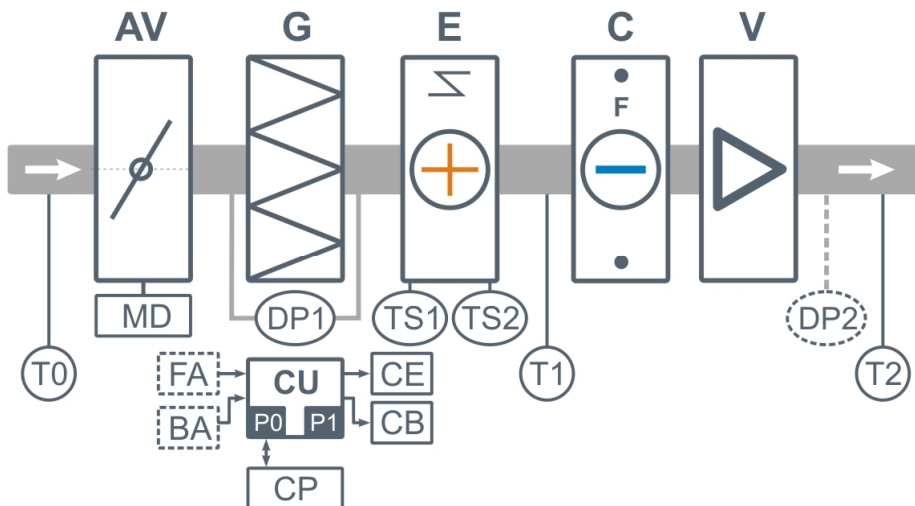 AV G E C V
F
MD DP1 TS1 TS2 DP2
T0 T1 T2
FA CU CE
BA P0 P1 CB
CP